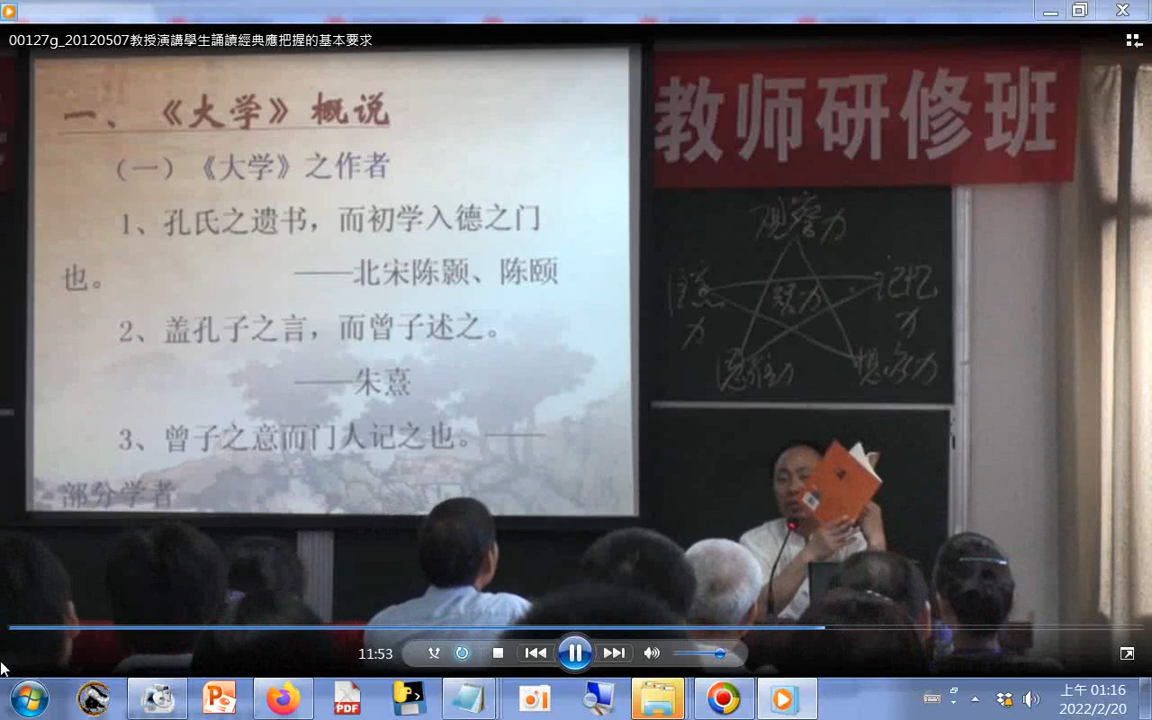 00127g_20120507教授演講學生誦讀經典應把握的基本要求
教师研修班
一、《大学》概说
（一）《大学》之作者
1、孔氏之遗书，而初学入德之门
也。 ——北宋陈颢、陈颐
2、盖孔子之言，而曾子述之。
——朱熹
3、曾子之意而门人记之也。——
部分学者
观察力
注意
力
智力
记忆
力
思维力
想象力
11:53
PDF
上午 01:16
2022/2/20